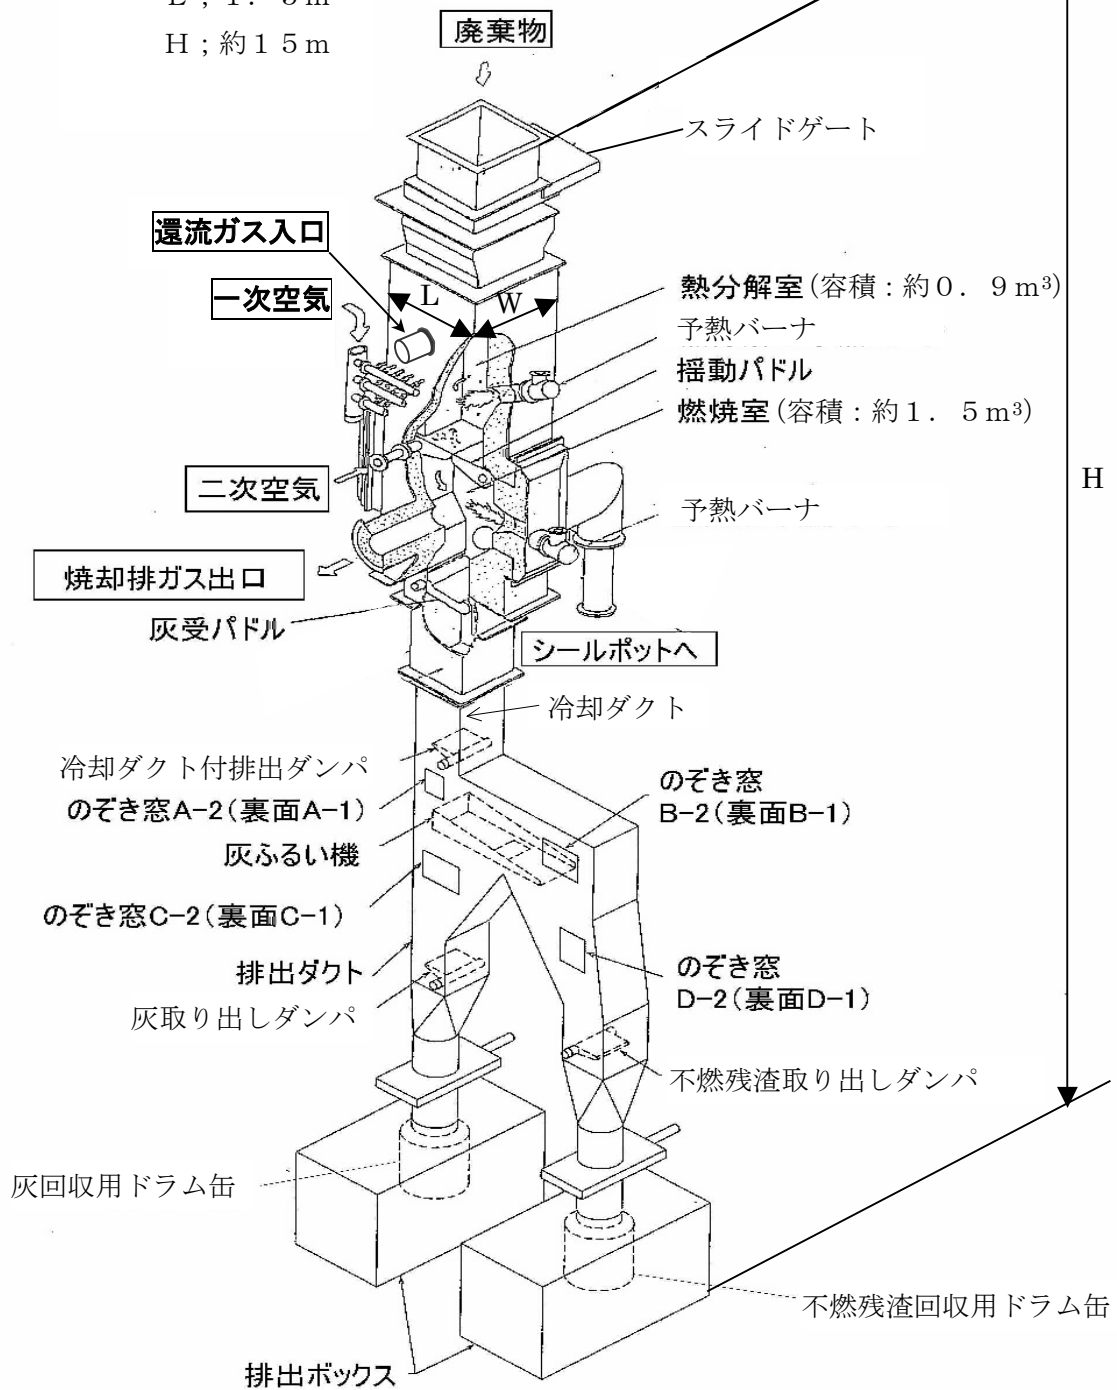 H；約１５ｍ
廃棄物
スライドゲート
還流ガス入口
一次空気
L
W
熱分解室(容積：約０．９ｍ³)
予熱バーナ
揺動パドル
燃焼室(容積：約１．５ｍ³)
二次空気
H
予熱バーナ
焼却排ガス出口
灰受パドル
シールポットへ
冷却ダクト
冷却ダクト付排出ダンパ
のぞき窓A-2(裏面A-1)
のぞき窓
B-2(裏面B-1)
灰ふるい機
のぞき窓C-2(裏面C-1)
排出ダクト
のぞき窓
D-2(裏面D-1)
灰取り出しダンパ
不燃残渣取り出しダンパ
灰回収用ドラム缶
不燃残渣回収用ドラム缶
排出ボックス